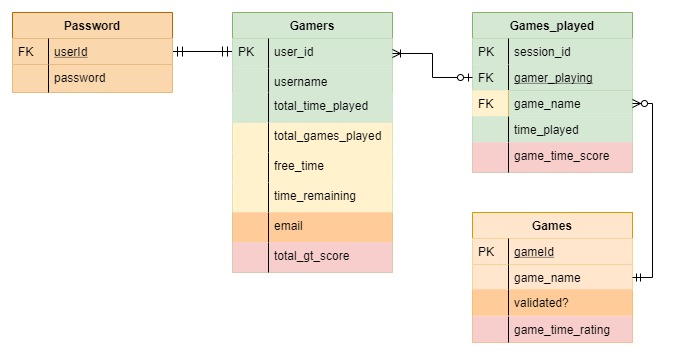 Password
FK userId
password
Gamers
PK user_id
username
total_time_played
total_games_played
free_time
time_remaining
email
total_gt_score
Games_played
PK session_id
FK gamer_playing
FK game_name
time_played
game_time_score
Games
PK gameId
game_name
validated?
game_time_rating